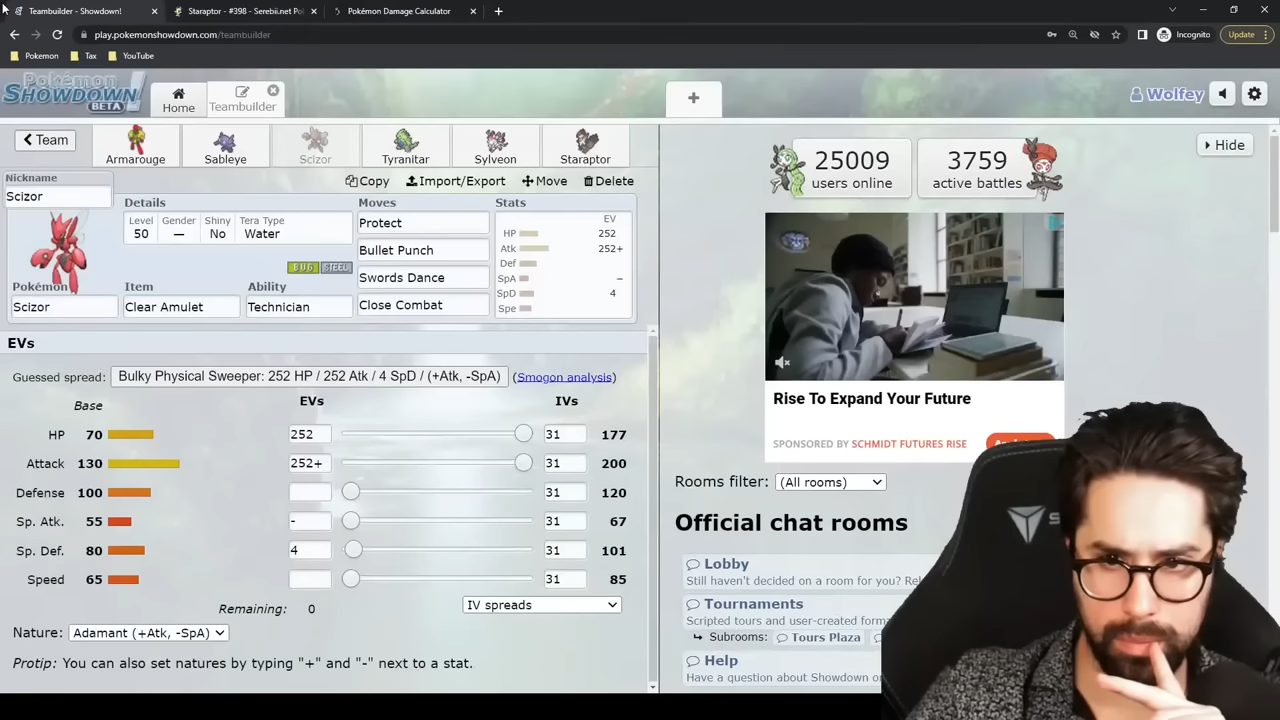 Teambuilder - Showdown!
Staraptor - #398 - Serebii.net Po
Pokémon Damage Calculator
play.pokemonshowdown.com/teambuilder
Incognito
Update
Pokemon
Tax
YouTube
Pokémon
SHOWDOWN!
BETA
Home
Teambuilder
Wolfey
Team
Armarouge
Sableye
Scizor
Tyranitar
Sylveon
Staraptor
Nickname
Scizor
Copy
Import/Export
Move
Delete
Details
Level
50
Gender
—
Shiny
No
Tera Type
Water
BUG
STEEL
Pokémon
Scizor
Item
Clear Amulet
Ability
Technician
Moves
Protect
Bullet Punch
Swords Dance
Close Combat
Stats
EV
HP 252
Atk 252+
Def
SpA –
SpD 4
Spe
EVs
Guessed spread: Bulky Physical Sweeper: 252 HP / 252 Atk / 4 SpD / (+Atk, -SpA) (Smogon analysis)
Base EVs IVs
HP 70 252 31 177
Attack 130 252+ 31 200
Defense 100 31 120
Sp. Atk. 55 - 31 67
Sp. Def. 80 4 31 101
Speed 65 31 85
Remaining: 0
IV spreads
Nature: Adamant (+Atk, -SpA)
Protip: You can also set natures by typing "+" and "-" next to a stat.
25009
users online
3759
active battles
Hide
Rise To Expand Your Future
SPONSORED BY SCHMIDT FUTURES RISE
Rooms filter: (All rooms)
Official chat rooms
Lobby
Still haven't decided on a room for you?
Tournaments
Scripted tours and user-created
Subrooms: Tours Plaza
Help
Have a question about Showdown